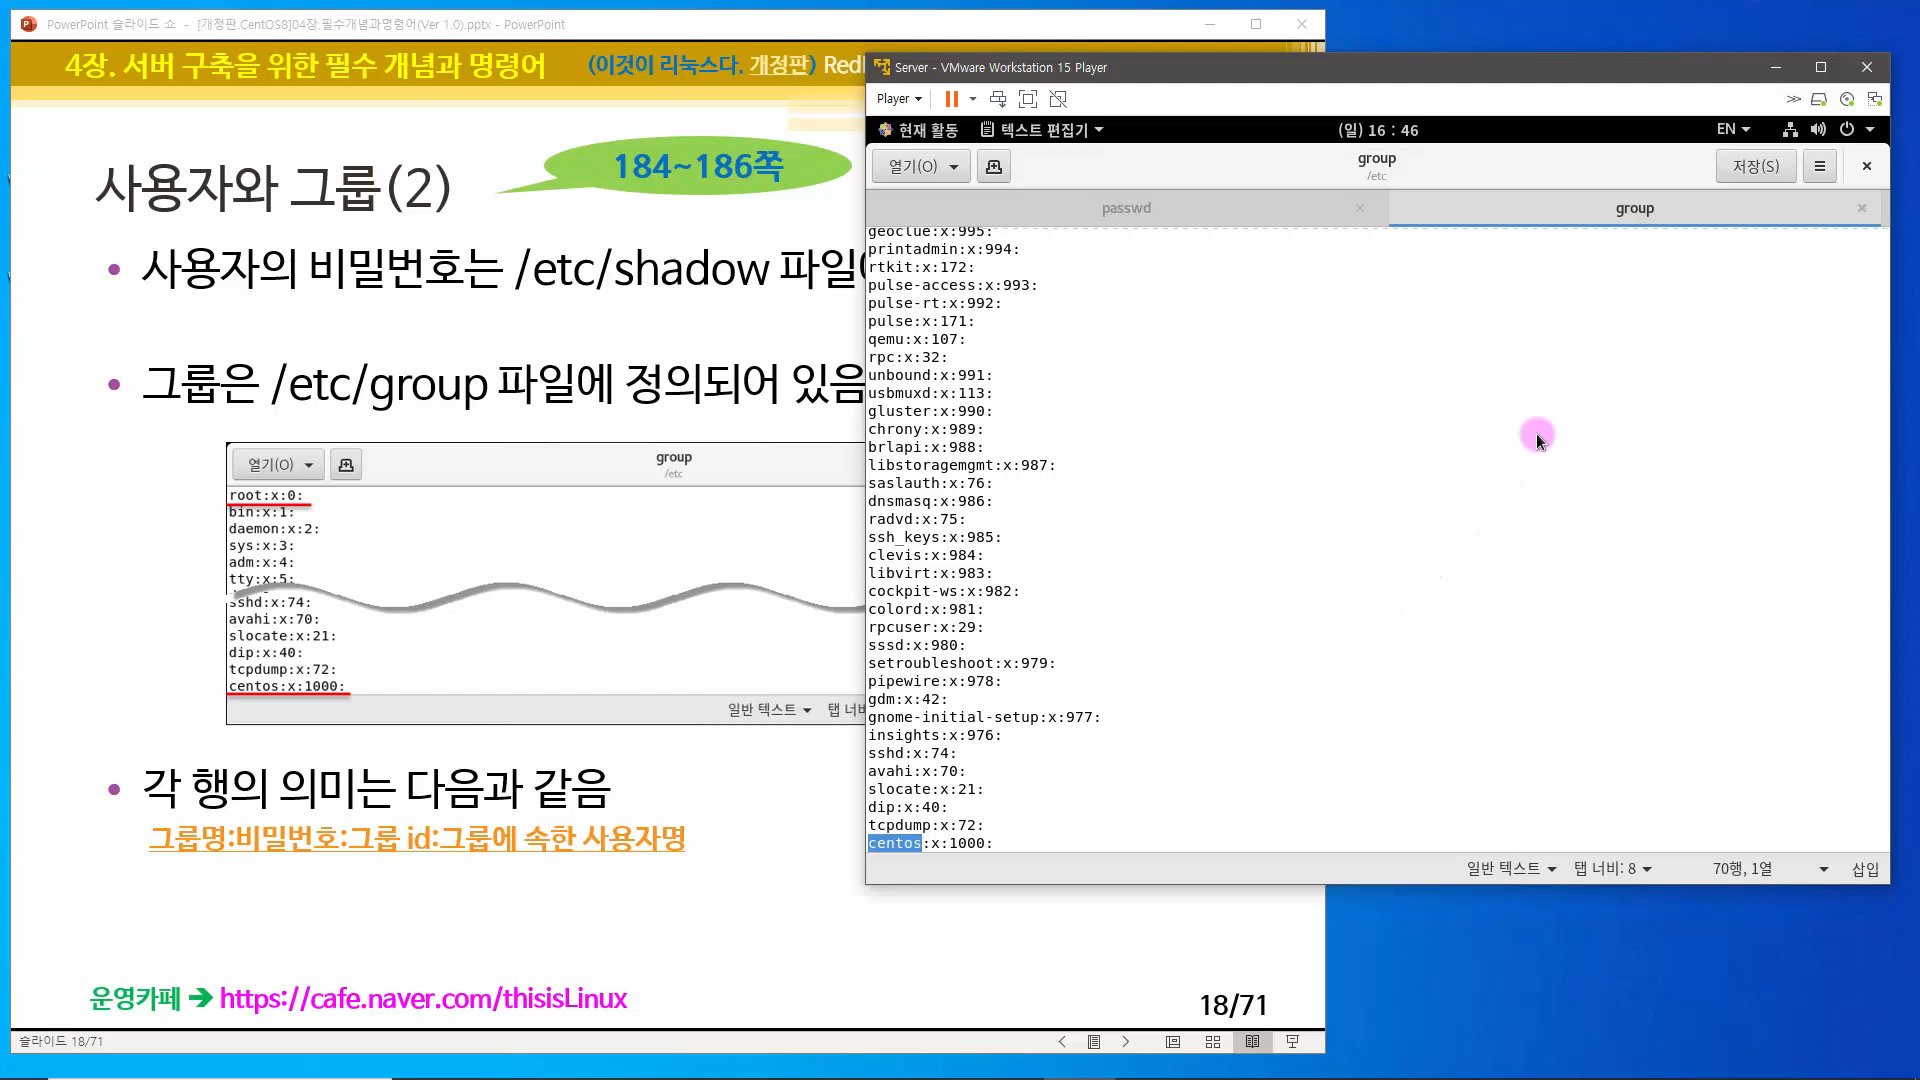 PowerPoint 슬라이드 쇼 - [개정판.CentOS8]04장:필수개념과명령어(Ver 1.0).pptx - PowerPoint
4장. 서버 구축을 위한 필수 개념과 명령어 (이것이 리눅스다. 개정판) Redl
사용자와 그룹(2)
184~186쪽
• 사용자의 비밀번호는 /etc/shadow 파일에
• 그룹은 /etc/group 파일에 정의되어 있음
열기(O)
group
/etc
root:x:0:
bin:x:1:
daemon:x:2:
sys:x:3:
adm:x:4:
tty:x:5:
sshd:x:74:
avahi:x:70:
slocate:x:21:
dip:x:40:
tcpdump:x:72:
centos:x:1000:
일반 텍스트 탭 너비
• 각 행의 의미는 다음과 같음
그룹명:비밀번호:그룹 id:그룹에 속한 사용자명
운영카페 → https://cafe.naver.com/thisisLinux
18/71
슬라이드 18/71
Server - VMware Workstation 15 Player
Player
현재 활동 텍스트 편집기 (일) 16 : 46 EN
열기(O)
group
/etc
저장(S)
passwd
group
geoclue:x:995:
printadmin:x:994:
rtkit:x:172:
pulse-access:x:993:
pulse-rt:x:992:
pulse:x:171:
qemu:x:107:
rpc:x:32:
unbound:x:991:
usbmuxd:x:113:
gluster:x:990:
chrony:x:989:
brlapi:x:988:
libstoragemgmt:x:987:
saslauth:x:76:
dnsmasq:x:986:
radvd:x:75:
ssh_keys:x:985:
clevis:x:984:
libvirt:x:983:
cockpit-ws:x:982:
colord:x:981:
rpcuser:x:29:
sssd:x:980:
setroubleshoot:x:979:
pipewire:x:978:
gdm:x:42:
gnome-initial-setup:x:977:
insights:x:976:
sshd:x:74:
avahi:x:70:
slocate:x:21:
dip:x:40:
tcpdump:x:72:
centos:x:1000:
일반 텍스트 탭 너비: 8 70행, 1열 삽입